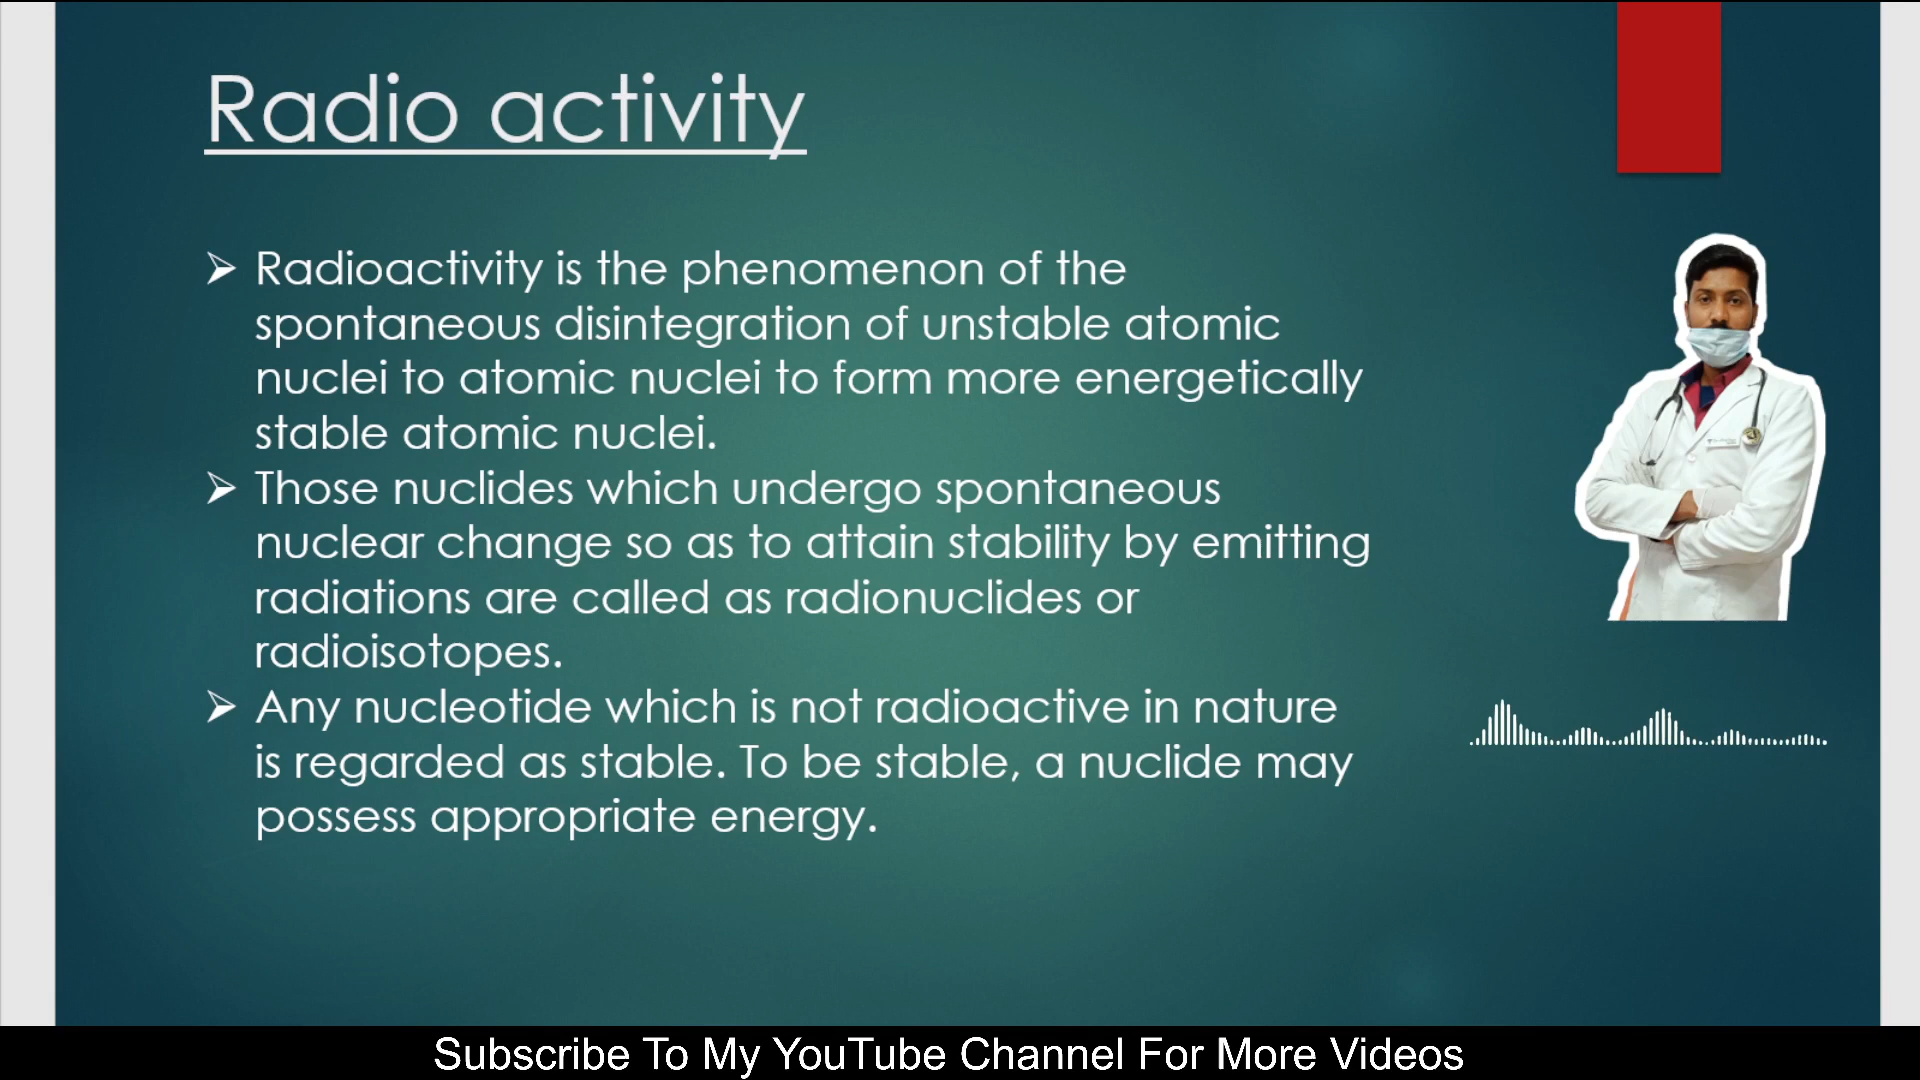 Radio activity
➢ Radioactivity is the phenomenon of the
spontaneous disintegration of unstable atomic
nuclei to atomic nuclei to form more energetically
stable atomic nuclei.
➢ Those nuclides which undergo spontaneous
nuclear change so as to attain stability by emitting
radiations are called as radionuclides or
radioisotopes.
➢ Any nucleotide which is not radioactive in nature
is regarded as stable. To be stable, a nuclide may
possess appropriate energy.
Subscribe To My YouTube Channel For More Videos